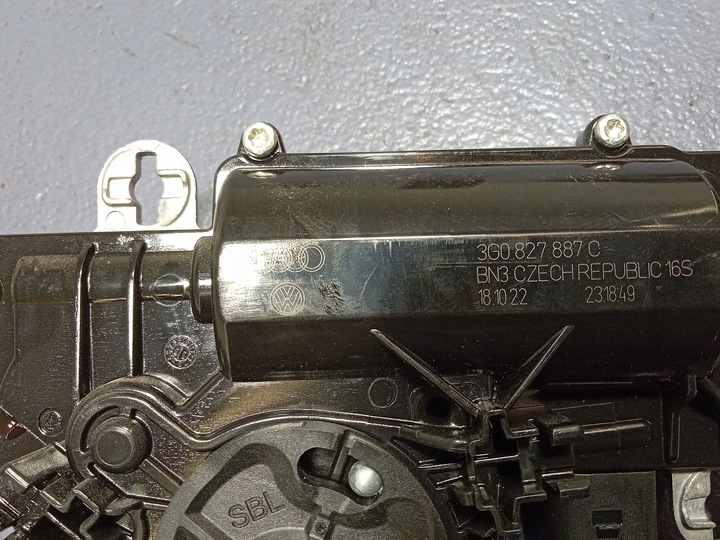 3G0 827 887 C
BN3 CZECH REPUBLIC 16S
18.10.22 231849
SBL